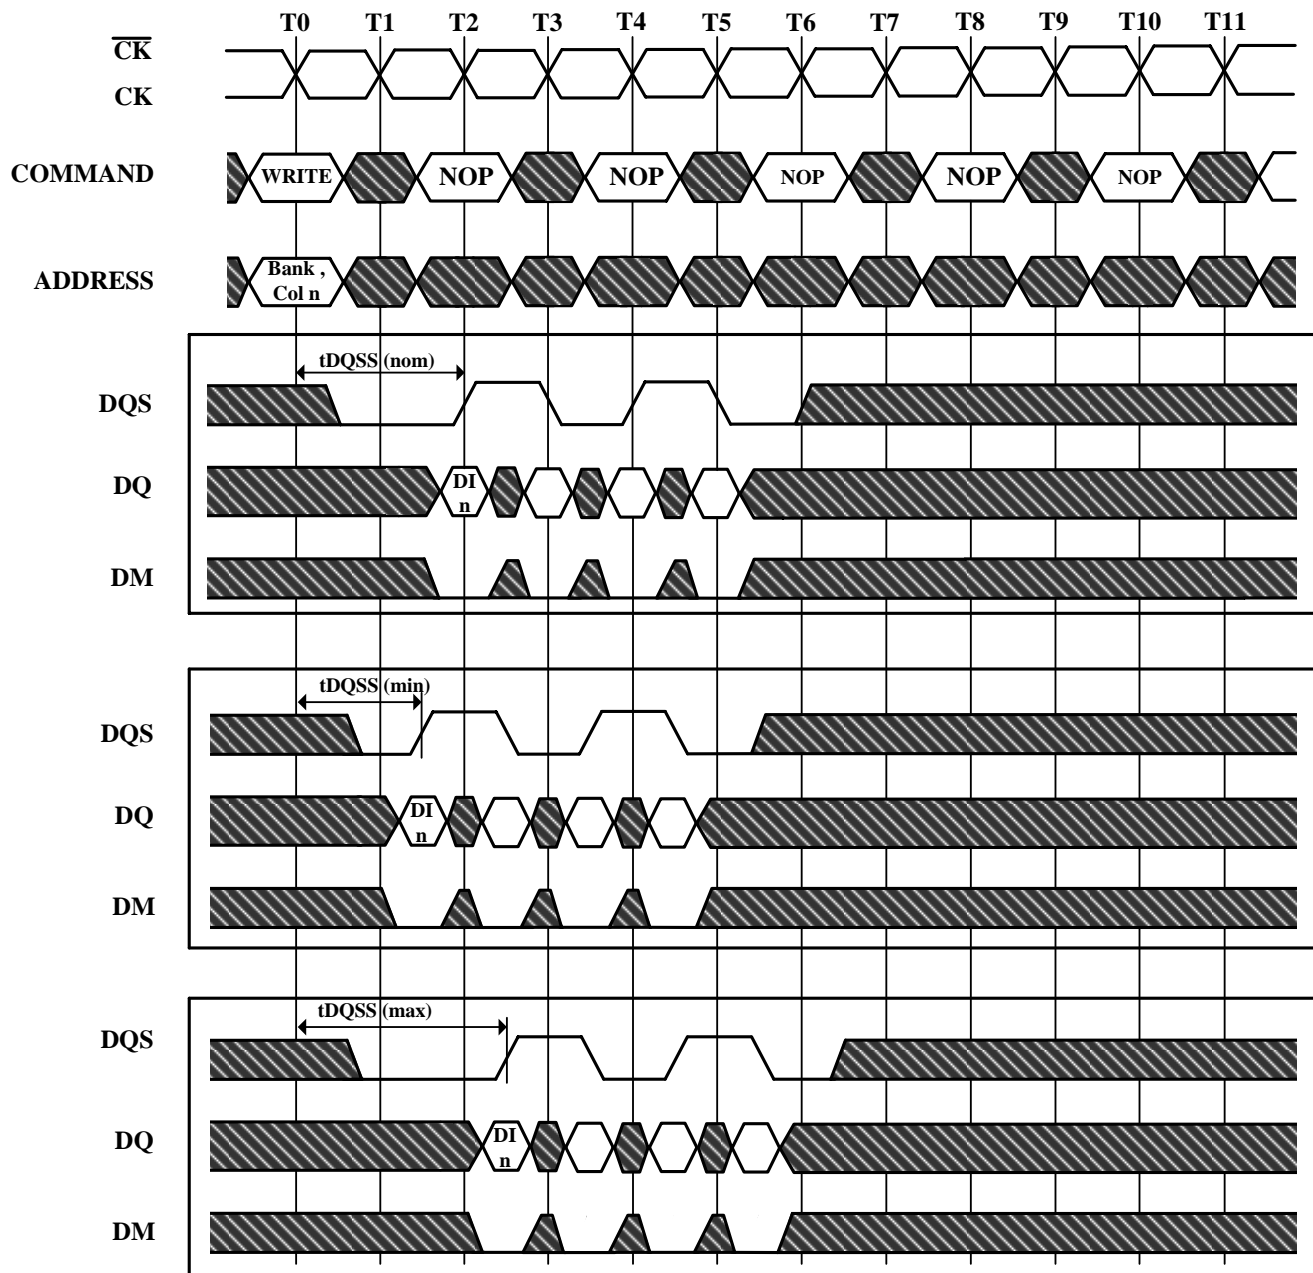 T0 T1 T2 T3 T4 T5 T6 T7 T8 T9 T10 T11
CK
CK
COMMAND WRITE NOP NOP NOP NOP NOP
ADDRESS Bank ,
Col n
tDQSS (nom)
DQS
DQ DI
n
DM
tDQSS (min)
DQS
DQ DI
n
DM
tDQSS (max)
DQS
DQ DI
n
DM